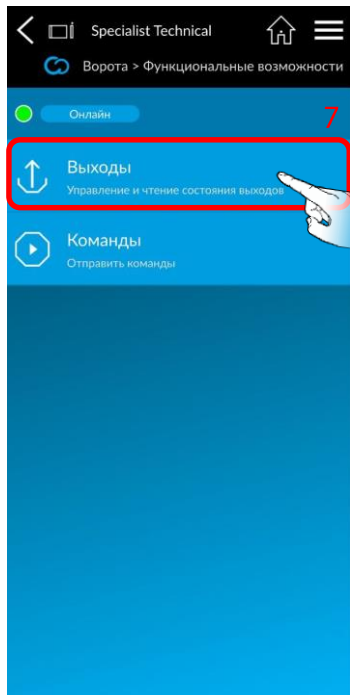 Specialist Technical
Ворота > Функциональные возможности
Онлайн
7
Выходы
Управление и чтение состояния выходов
Команды
Отправить команды